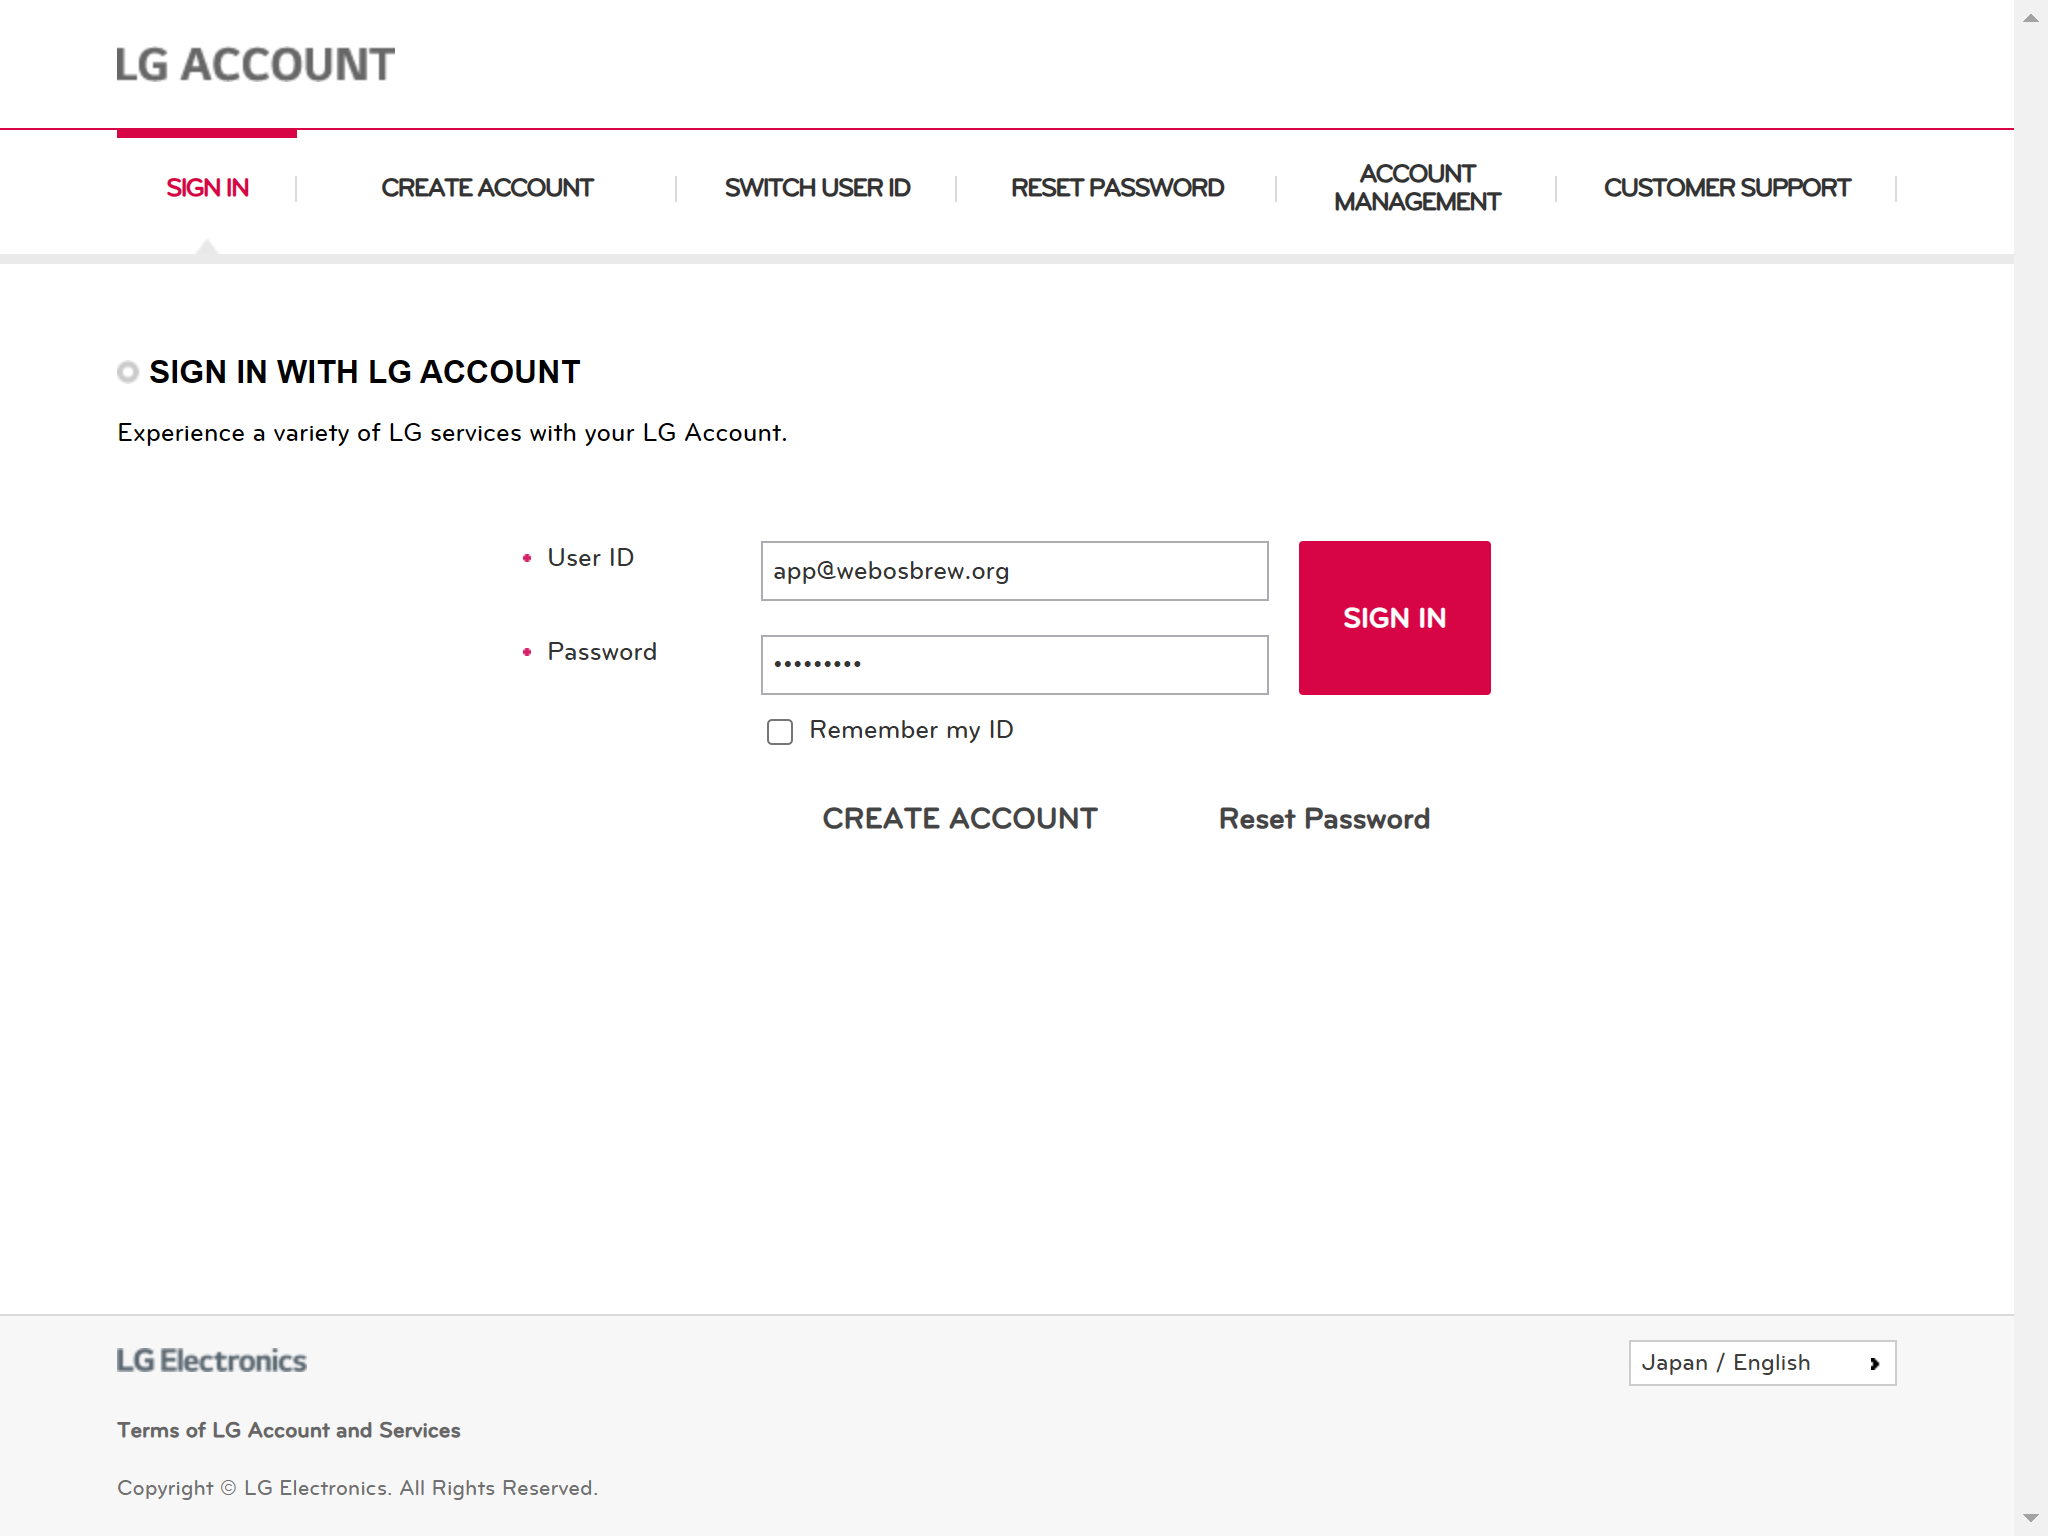 LG ACCOUNT
SIGN IN
CREATE ACCOUNT
SWITCH USER ID
RESET PASSWORD
ACCOUNT
MANAGEMENT
CUSTOMER SUPPORT
SIGN IN WITH LG ACCOUNT
Experience a variety of LG services with your LG Account.
User ID
app@webosbrew.org
Password
•••••••••
SIGN IN
Remember my ID
CREATE ACCOUNT
Reset Password
LG Electronics
Japan / English
Terms of LG Account and Services
Copyright © LG Electronics. All Rights Reserved.